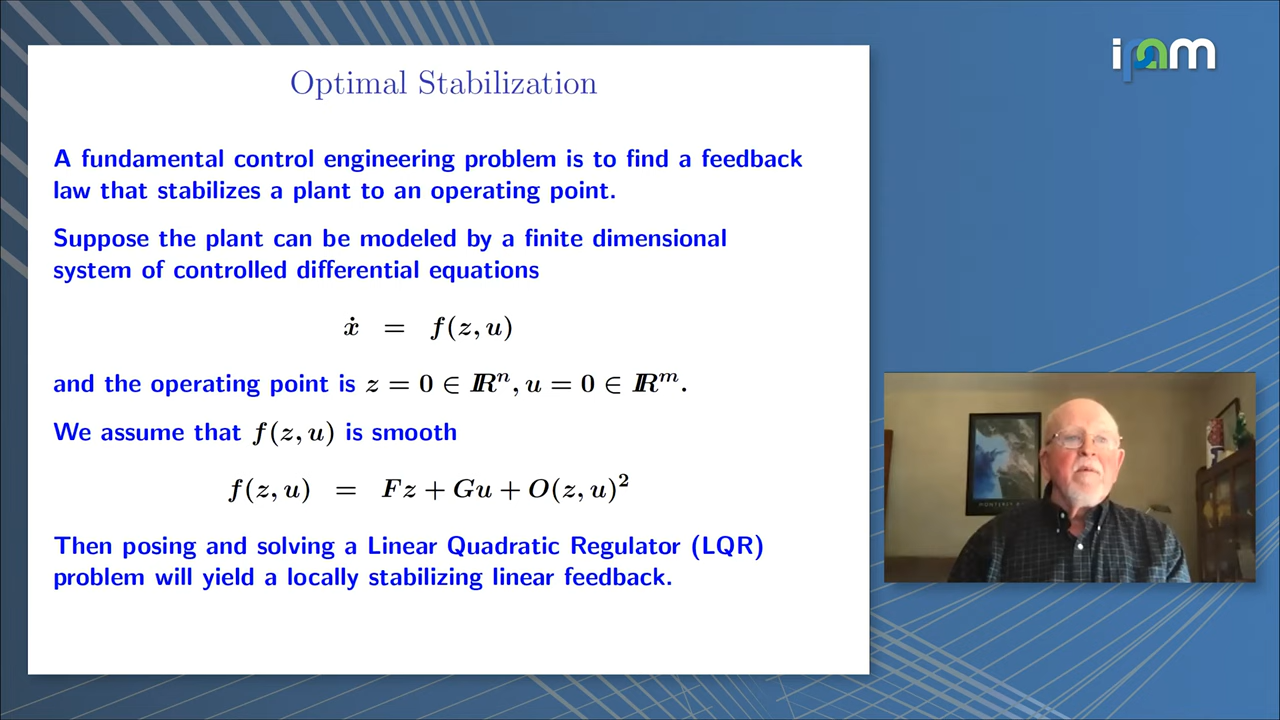 Optimal Stabilization
ipam
A fundamental control engineering problem is to find a feedback
law that stabilizes a plant to an operating point.
Suppose the plant can be modeled by a finite dimensional
system of controlled differential equations
ẋ = f(z, u)
and the operating point is z = 0 ∈ ℝⁿ, u = 0 ∈ ℝᵐ.
We assume that f(z, u) is smooth
f(z, u) = Fz + Gu + O(z, u)²
Then posing and solving a Linear Quadratic Regulator (LQR)
problem will yield a locally stabilizing linear feedback.